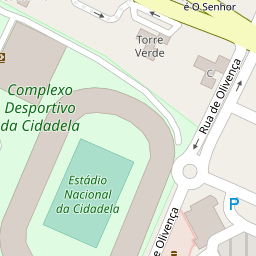 é O Senhor
Torre
Verde
C
Complexo
Desportivo
da Cidadela
Rua de Olivença
Estádio
Nacional
da Cidadela
P
de Olivença